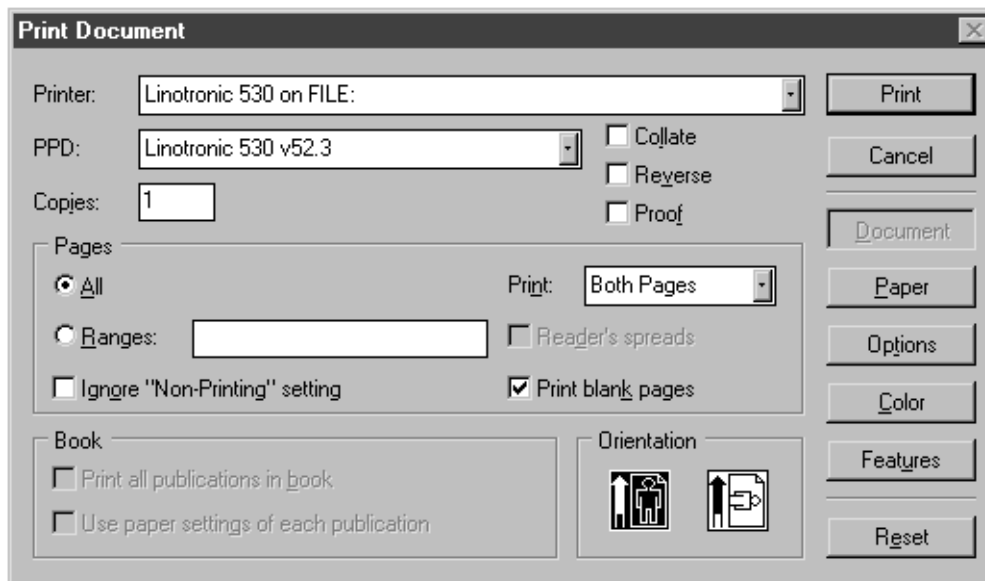 Print Document
Printer: Linotronic 530 on FILE: Print
PPD: Linotronic 530 v52.3 Collate Cancel
Reverse
Copies: 1 Proof
Document
Pages
All Print: Both Pages Paper
Ranges: Reader's spreads Options
Ignore "Non-Printing" setting Print blank pages Color
Book Orientation
Print all publications in book Features
Use paper settings of each publication Reset